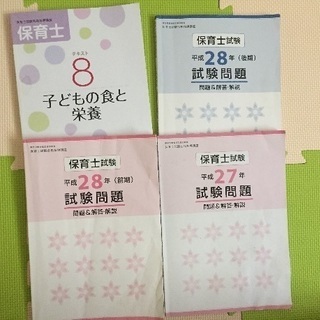 保育士
テキスト
8
子どもの食と
栄養
保育士試験
平成28年(後期)
試験問題
問題&解答・解説
保育士試験
平成28年(前期)
試験問題
問題&解答・解説
保育士試験
平成27年
試験問題
問題&解答・解説